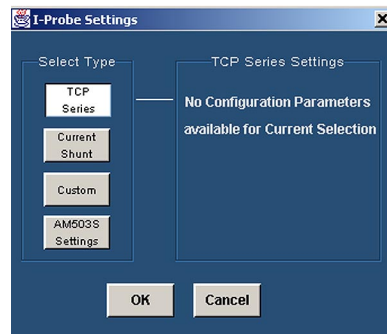 I-Probe Settings
Select Type
TCP
Series
Current
Shunt
Custom
AM503S
Settings
TCP Series Settings
No Configuration Parameters
available for Current Selection
OK
Cancel